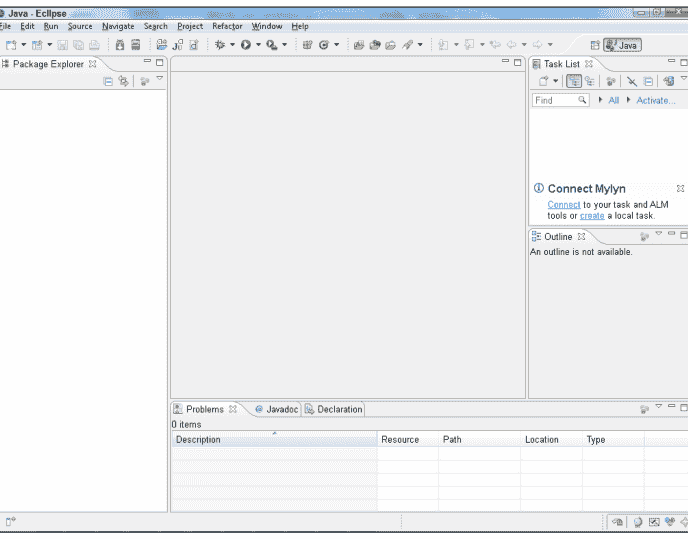 Java - Eclipse
File Edit Run Source Navigate Search Project Refactor Window Help
Java
Package Explorer
Task List
Find All Activate...
Connect Mylyn
Connect to your task and ALM
tools or create a local task.
Outline
An outline is not available.
Problems @ Javadoc Declaration
0 items
Description Resource Path Location Type